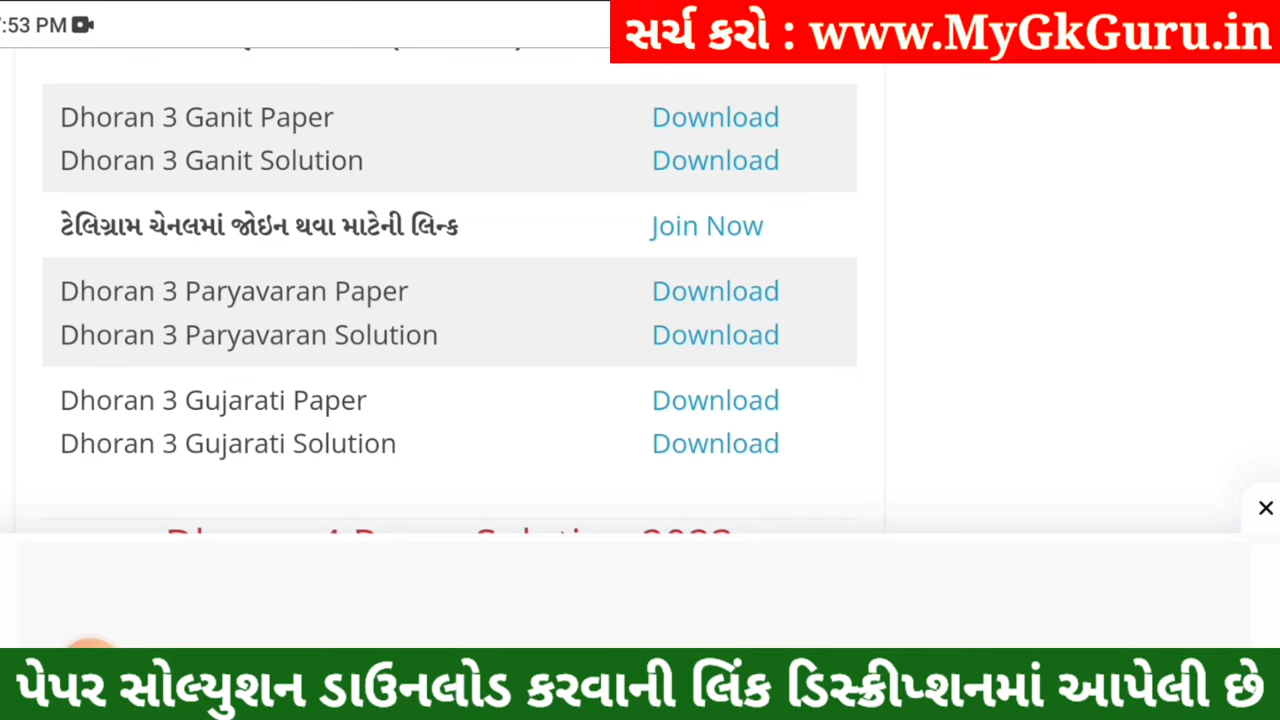 :53 PM
સર્ચ કરો : www.MyGkGuru.in
Dhoran 3 Ganit Paper Download
Dhoran 3 Ganit Solution Download
ટેલિગ્રામ ચેનલમાં જોઇન થવા માટેની લિન્ક Join Now
Dhoran 3 Paryavaran Paper Download
Dhoran 3 Paryavaran Solution Download
Dhoran 3 Gujarati Paper Download
Dhoran 3 Gujarati Solution Download
પેપર સોલ્યુશન ડાઉનલોડ કરવાની લિંક ડિસ્ક્રીપ્શનમાં આપેલી છે